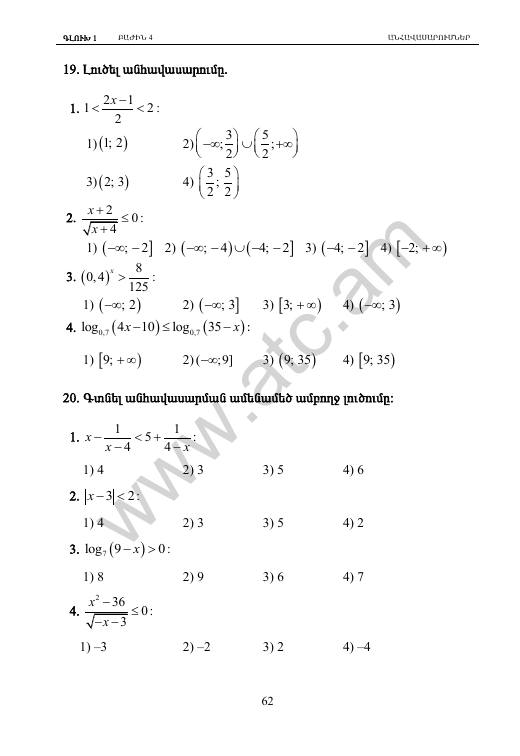 ԳԼՈՒԽ 1 ԲԱԺԻՆ 4 ԱՆՀԱՎԱՍԱՐՈՒՄՆԵՐ
19. Լուծել անհավասարումը.
1. 1 < (2x−1)/2 < 2 :
1) (1; 2) 2) (−∞; 3/2) ∪ (5/2; +∞)
3) (2; 3) 4) (3/2; 5/2)
2. (x+2)/√(x+4) ≤ 0 :
1) (−∞; −2] 2) (−∞; −4) ∪ (−4; −2] 3) (−4; −2] 4) [−2; +∞)
3. (0,4)^x > 8/125 :
1) (−∞; 2) 2) (−∞; 3] 3) [3; +∞) 4) (−∞; 3)
4. log₀,₇ (4x−10) ≤ log₀,₇ (35−x) :
1) [9; +∞) 2) (−∞;9] 3) (9; 35) 4) [9; 35)
20. Գտնել անհավասարման ամենամեծ ամբողջ լուծումը:
1. x − 1/(x−4) < 5 + 1/(4−x) :
1) 4 2) 3 3) 5 4) 6
2. |x−3| < 2 :
1) 4 2) 3 3) 5 4) 2
3. log₇ (9−x) > 0 :
1) 8 2) 9 3) 6 4) 7
4. (x²−36)/√(−x−3) ≤ 0 :
1) –3 2) –2 3) 2 4) –4
62
www.atc.am